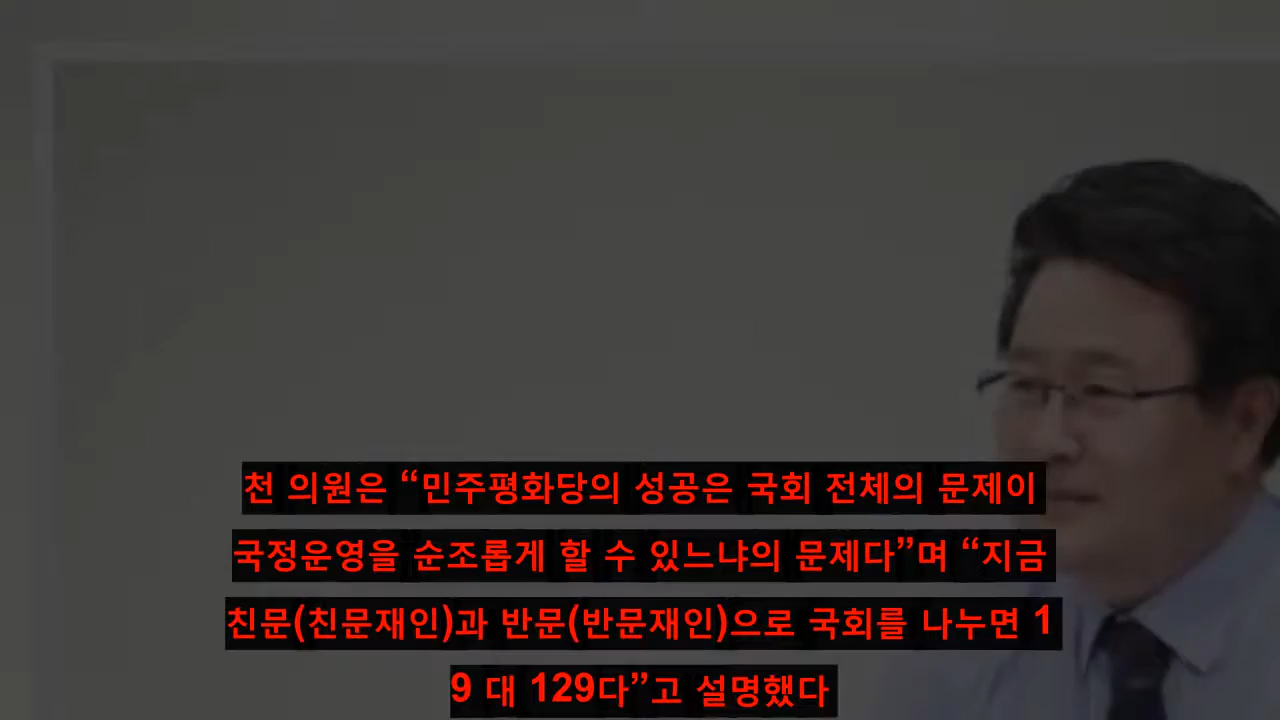 천 의원은 “민주평화당의 성공은 국회 전체의 문제이
국정운영을 순조롭게 할 수 있느냐의 문제다”며 “지금
친문(친문재인)과 반문(반문재인)으로 국회를 나누면 1
9 대 129다”고 설명했다